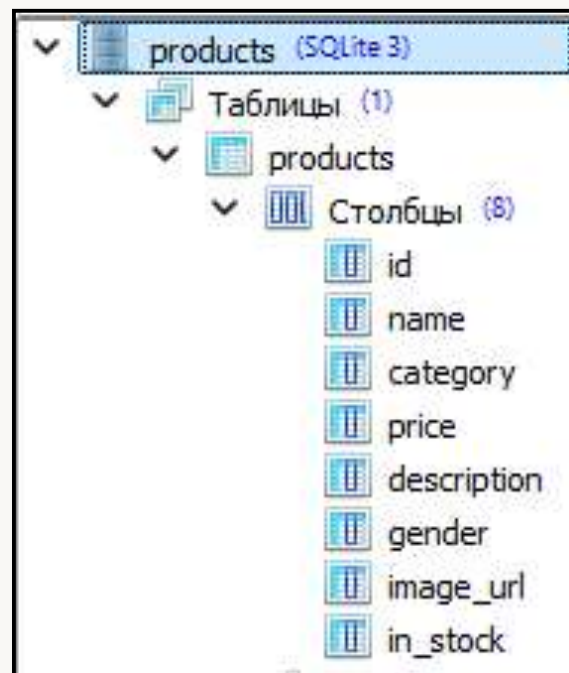 products (SQLite 3)
Таблицы (1)
products
Столбцы (8)
id
name
category
price
description
gender
image_url
in_stock